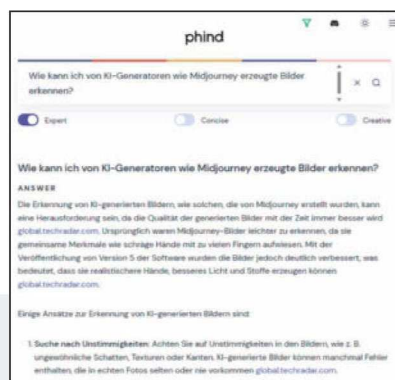 phind
Wie kann ich von KI-Generatoren wie Midjourney erzeugte Bilder
erkennen?
Expert
Concise
Creative
Wie kann ich von KI-Generatoren wie Midjourney erzeugte Bilder erkennen?
ANSWER
Die Erkennung von KI-generierten Bildern, wie solchen, die von Midjourney erstellt wurden, kann
eine Herausforderung sein, da die Qualität der generierten Bilder mit der Zeit immer besser wird
global.techradar.com. Ursprünglich waren Midjourney-Bilder leichter zu erkennen, da sie
gemeinsame Merkmale wie schräge Hände mit zu vielen Fingern aufwiesen. Mit der
Veröffentlichung von Version 5 der Software wurden die Bilder jedoch deutlich verbessert, was
bedeutet, dass sie realistischere Hände, besseres Licht und Stoffe erzeugen können
global.techradar.com.
Einige Ansätze zur Erkennung von KI-generierten Bildern sind:
1. Suche nach Unstimmigkeiten: Achten Sie auf Unstimmigkeiten in den Bildern, wie z. B.
ungewöhnliche Schatten, Texturen oder Kanten. KI-generierte Bilder können manchmal Fehler
enthalten, die in echten Fotos selten oder nie vorkommen global.techradar.com.